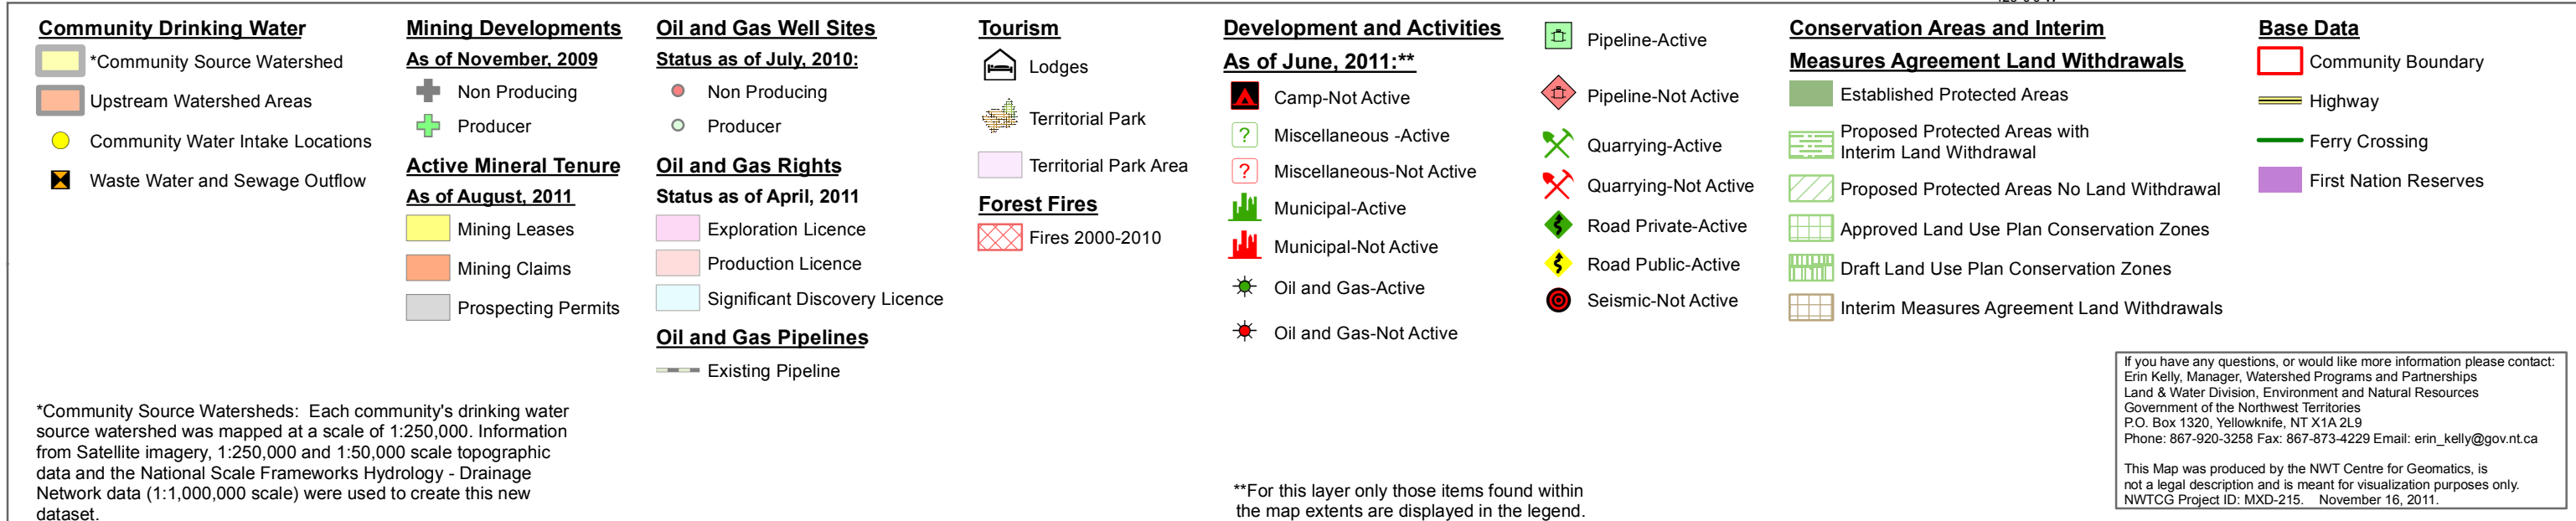 Community Drinking Water
*Community Source Watershed
Upstream Watershed Areas
Community Water Intake Locations
Waste Water and Sewage Outflow
Mining Developments
As of November, 2009
Non Producing
Producer
Active Mineral Tenure
As of August, 2011
Mining Leases
Mining Claims
Prospecting Permits
Oil and Gas Well Sites
Status as of July, 2010:
Non Producing
Producer
Oil and Gas Rights
Status as of April, 2011
Exploration Licence
Production Licence
Significant Discovery Licence
Oil and Gas Pipelines
Existing Pipeline
Tourism
Lodges
Territorial Park
Territorial Park Area
Forest Fires
Fires 2000-2010
Development and Activities
As of June, 2011:**
Camp-Not Active
? Miscellaneous -Active
? Miscellaneous-Not Active
Municipal-Active
Municipal-Not Active
Oil and Gas-Active
Oil and Gas-Not Active
Pipeline-Active
Pipeline-Not Active
Quarrying-Active
Quarrying-Not Active
Road Private-Active
Road Public-Active
Seismic-Not Active
Conservation Areas and Interim
Measures Agreement Land Withdrawals
Established Protected Areas
Proposed Protected Areas with
Interim Land Withdrawal
Proposed Protected Areas No Land Withdrawal
Approved Land Use Plan Conservation Zones
Draft Land Use Plan Conservation Zones
Interim Measures Agreement Land Withdrawals
Base Data
Community Boundary
Highway
Ferry Crossing
First Nation Reserves
*Community Source Watersheds: Each community's drinking water
source watershed was mapped at a scale of 1:250,000. Information
from Satellite imagery, 1:250,000 and 1:50,000 scale topographic
data and the National Scale Frameworks Hydrology - Drainage
Network data (1:1,000,000 scale) were used to create this new
dataset.
**For this layer only those items found within
the map extents are displayed in the legend.
If you have any questions, or would like more information please contact:
Erin Kelly, Manager, Watershed Programs and Partnerships
Land & Water Division, Environment and Natural Resources
Government of the Northwest Territories
P.O. Box 1320, Yellowknife, NT X1A 2L9
Phone: 867-920-3258 Fax: 867-873-4229 Email: erin_kelly@gov.nt.ca
This Map was produced by the NWT Centre for Geomatics, is
not a legal description and is meant for visualization purposes only.
NWTCG Project ID: MXD-215. November 16, 2011.